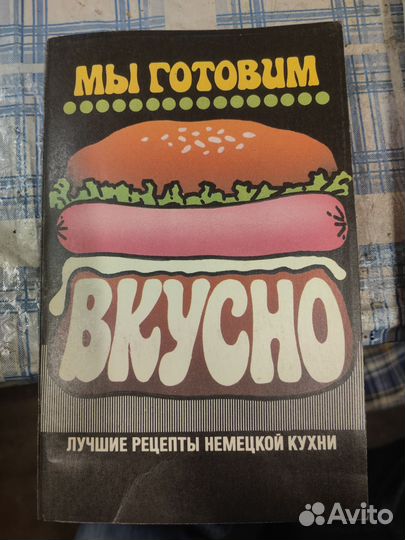 МЫ ГОТОВИМ
ВКУСНО
ЛУЧШИЕ РЕЦЕПТЫ НЕМЕЦКОЙ КУХНИ
Avito